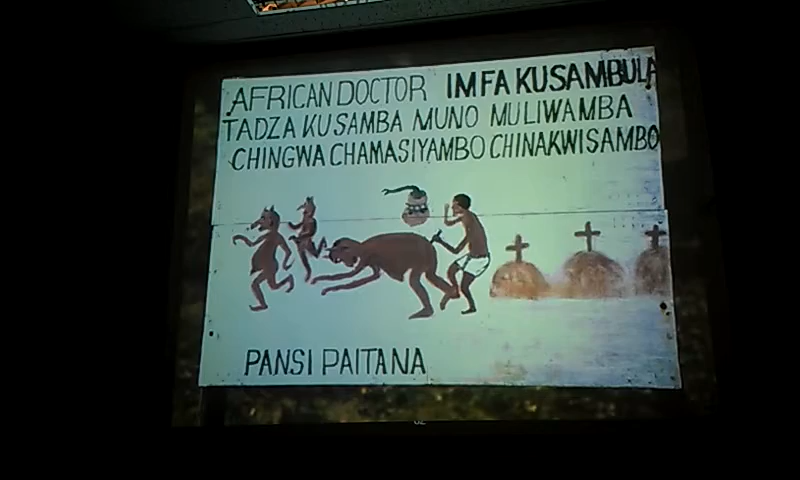 AFRICAN DOCTOR IMFA KUSAMBULA
TADZA KUSAMBA MUNO MULIWAMBA
CHINGWA CHAMASIYAMBO CHINAKWISAMBO
PANSI PAITANA